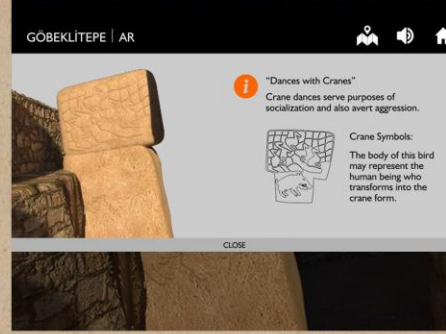 GÖBEKLİTEPE | AR
"Dances with Cranes"
Crane dances serve purposes of
socialization and also avert aggression.
Crane Symbols:
The body of this bird
may represent the
human being who
transforms into the
crane form.
CLOSE